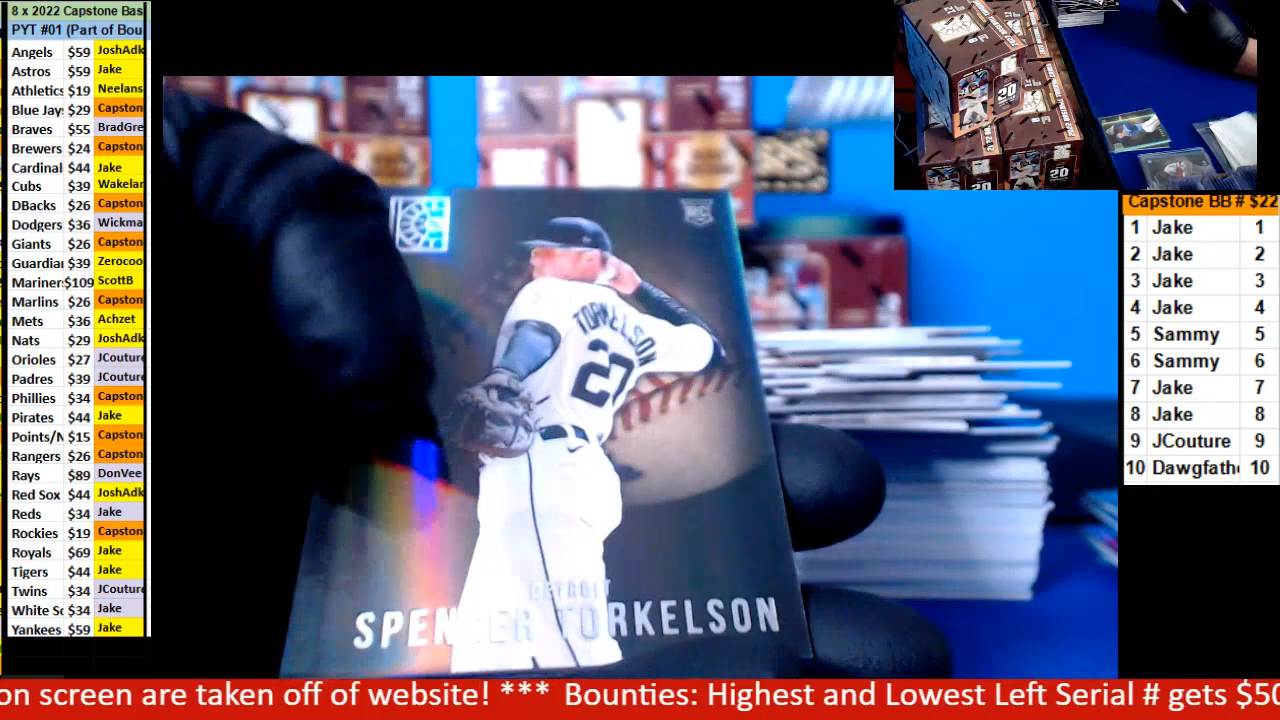 8 x 2022 Capstone Bas
PYT #01 (Part of Bou
Angels $59 JoshAdk
Astros $59 Jake
Athletics $19 Neelans
Blue Jay $29 Capston
Braves $55 BradGre
Brewers $24 Capston
Cardinal $44 Jake
Cubs $39 Wakelan
DBacks $26 Capston
Dodgers $36 Wickma
Giants $26 Capston
Guardia $39 Zerocoo
Mariner $109 ScottB
Marlins $26 Capston
Mets $36 Achzet
Nats $29 JoshAdk
Orioles $27 JCouture
Padres $39 JCouture
Phillies $34 Capston
Pirates $44 Jake
Points/N $15 Capston
Rangers $26 Capston
Rays $89 DonVee
Red Sox $44 JoshAdk
Reds $34 Jake
Rockies $19 Capston
Royals $69 Jake
Tigers $44 Jake
Twins $34 JCouture
White So $34 Jake
Yankees $59 Jake
RC
TORKELSON
27
DETROIT
SPENCER TORKELSON
20
20
20
Capstone BB # $22
1 Jake 1
2 Jake 2
3 Jake 3
4 Jake 4
5 Sammy 5
6 Sammy 6
7 Jake 7
8 Jake 8
9 JCouture 9
10 Dawgfath 10
on screen are taken off of website! *** Bounties: Highest and Lowest Left Serial # gets $50